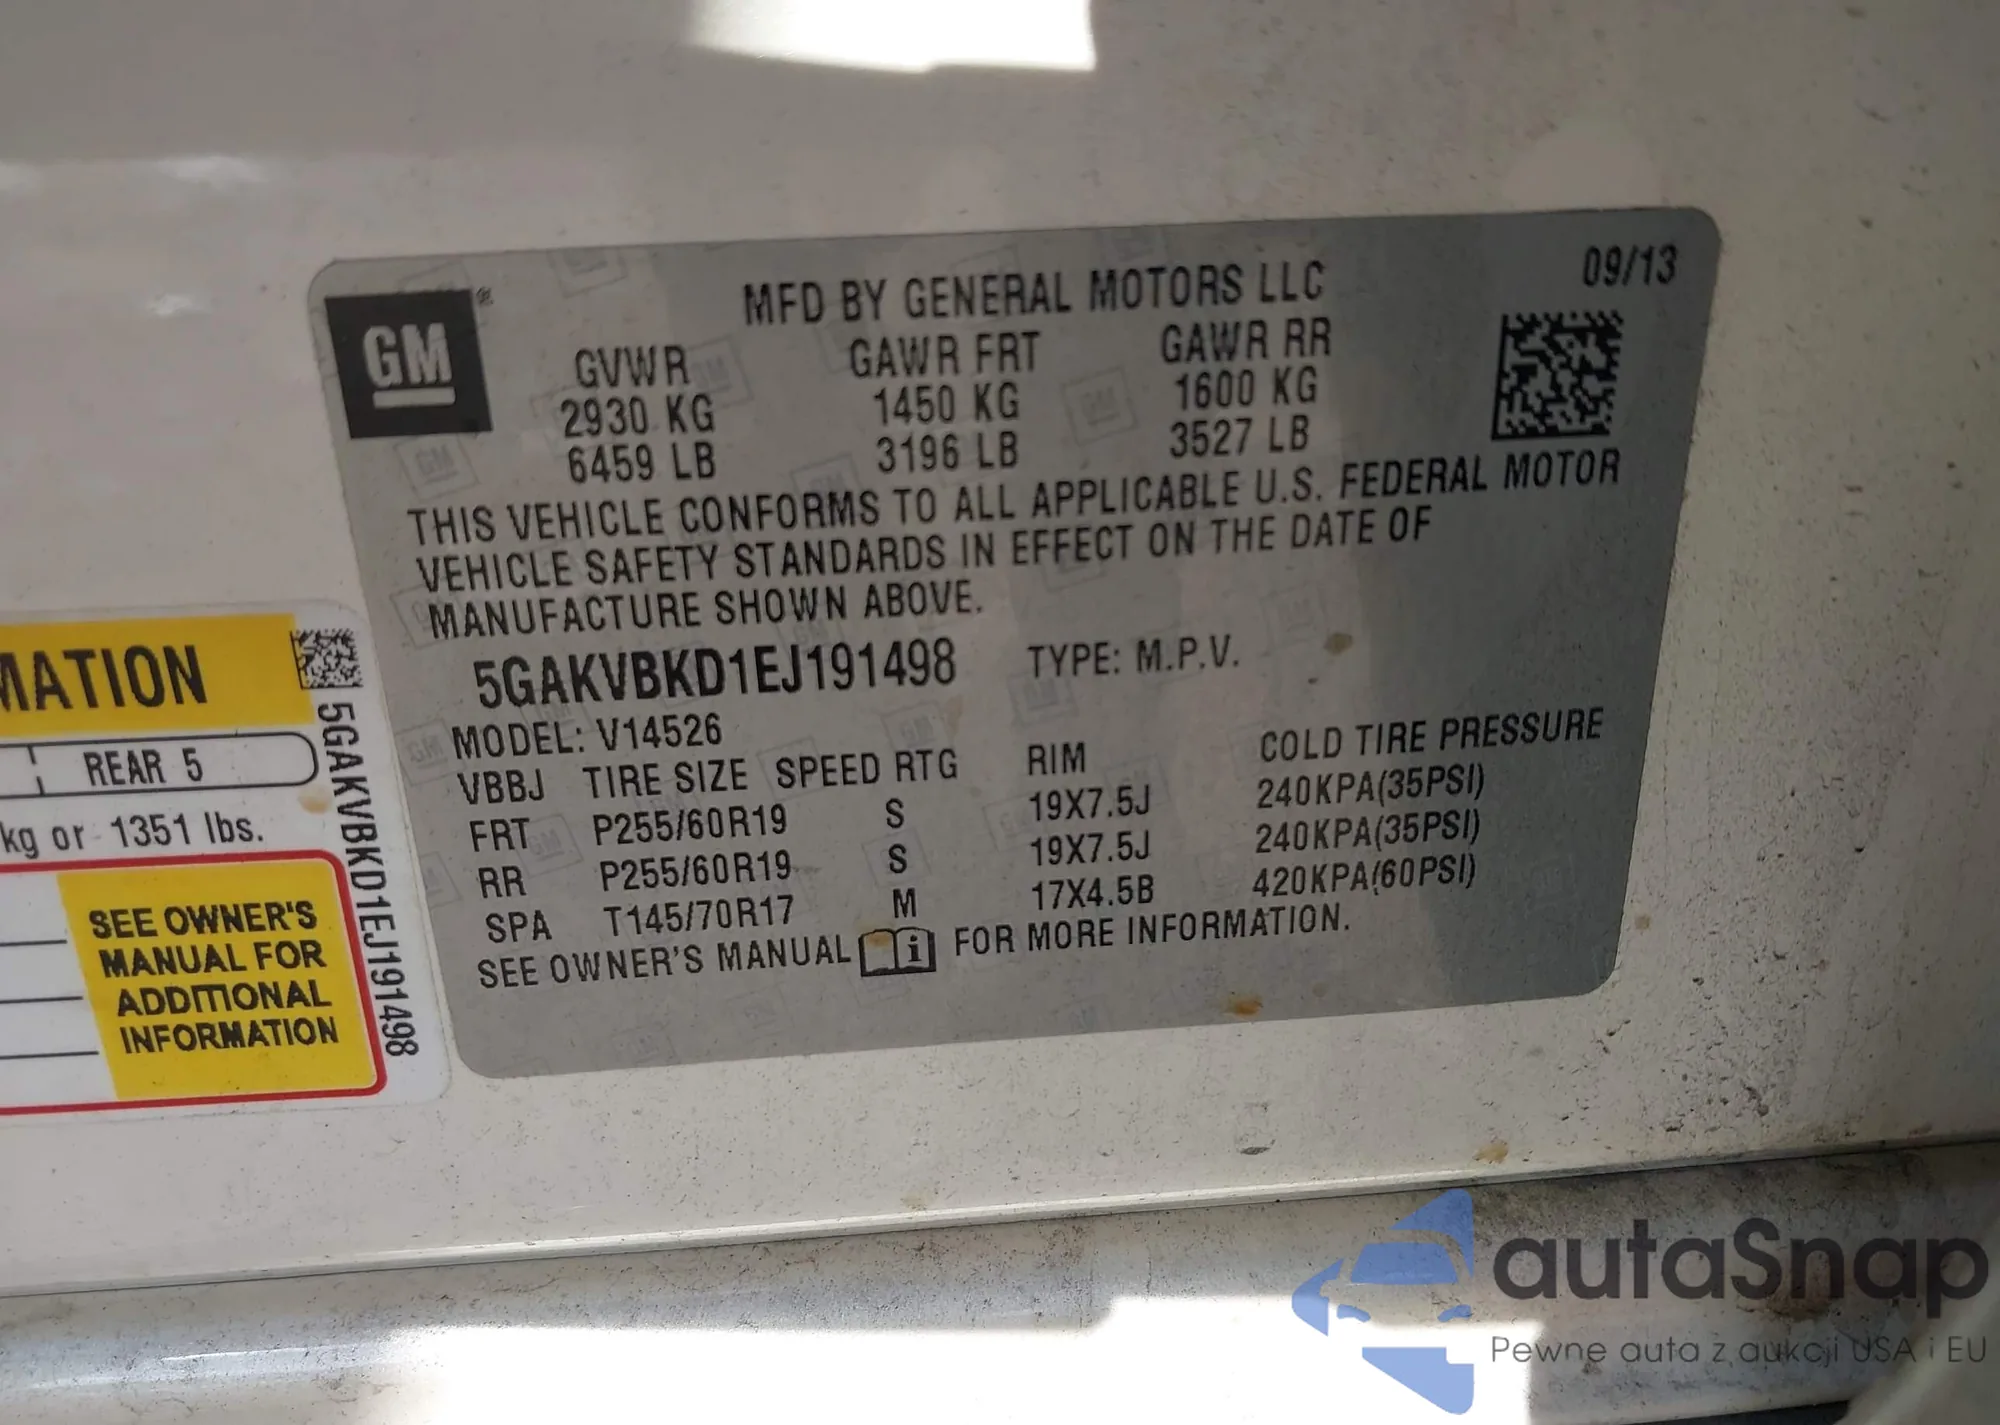 MFD BY GENERAL MOTORS LLC 09/13
GM
®
GVWR GAWR FRT GAWR RR
2930 KG 1450 KG 1600 KG
6459 LB 3196 LB 3527 LB
THIS VEHICLE CONFORMS TO ALL APPLICABLE U.S. FEDERAL MOTOR
VEHICLE SAFETY STANDARDS IN EFFECT ON THE DATE OF
MANUFACTURE SHOWN ABOVE.
5GAKVBKD1EJ191498 TYPE: M.P.V.
MODEL: V14526
VBBJ TIRE SIZE SPEED RTG RIM COLD TIRE PRESSURE
FRT P255/60R19 S 19X7.5J 240KPA(35PSI)
RR P255/60R19 S 19X7.5J 240KPA(35PSI)
SPA T145/70R17 M 17X4.5B 420KPA(60PSI)
SEE OWNER'S MANUAL i FOR MORE INFORMATION.
MATION
REAR 5
kg or 1351 lbs.
SEE OWNER'S
MANUAL FOR
ADDITIONAL
INFORMATION
5GAKVBKD1EJ191498
autaSnap
Pewne auta z aukcji USA i EU